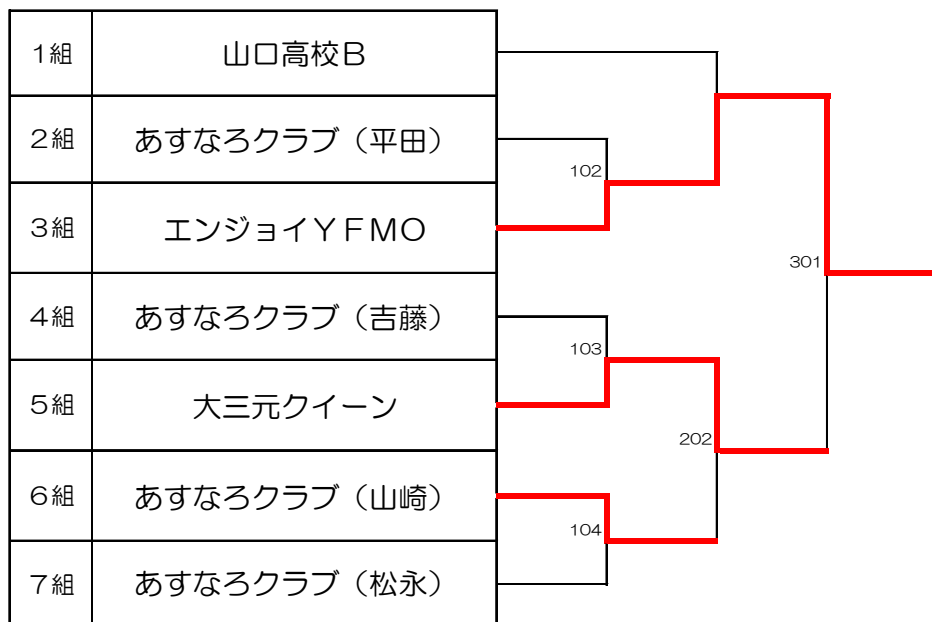 1組 山口高校B
2組 あすなろクラブ（平田）
3組 エンジョイYFMO
4組 あすなろクラブ（吉藤）
5組 大三元クイーン
6組 あすなろクラブ（山崎）
7組 あすなろクラブ（松永）
102
103
104
202
301